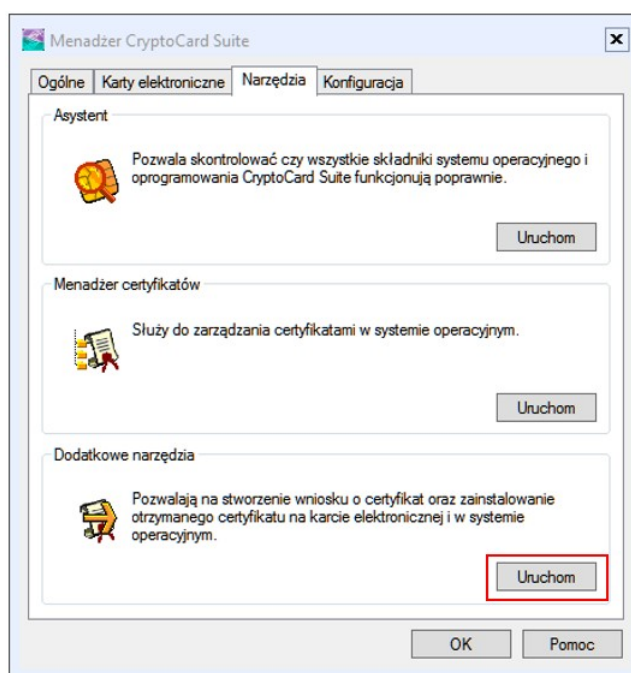 Menadżer CryptoCard Suite
Ogólne Karty elektroniczne Narzędzia Konfiguracja
Asystent
Pozwala skontrolować czy wszystkie składniki systemu operacyjnego i
oprogramowania CryptoCard Suite funkcjonują poprawnie.
Uruchom
Menadżer certyfikatów
Służy do zarządzania certyfikatami w systemie operacyjnym.
Uruchom
Dodatkowe narzędzia
Pozwalają na stworzenie wniosku o certyfikat oraz zainstalowanie
otrzymanego certyfikatu na karcie elektronicznej i w systemie
operacyjnym.
Uruchom
OK Pomoc